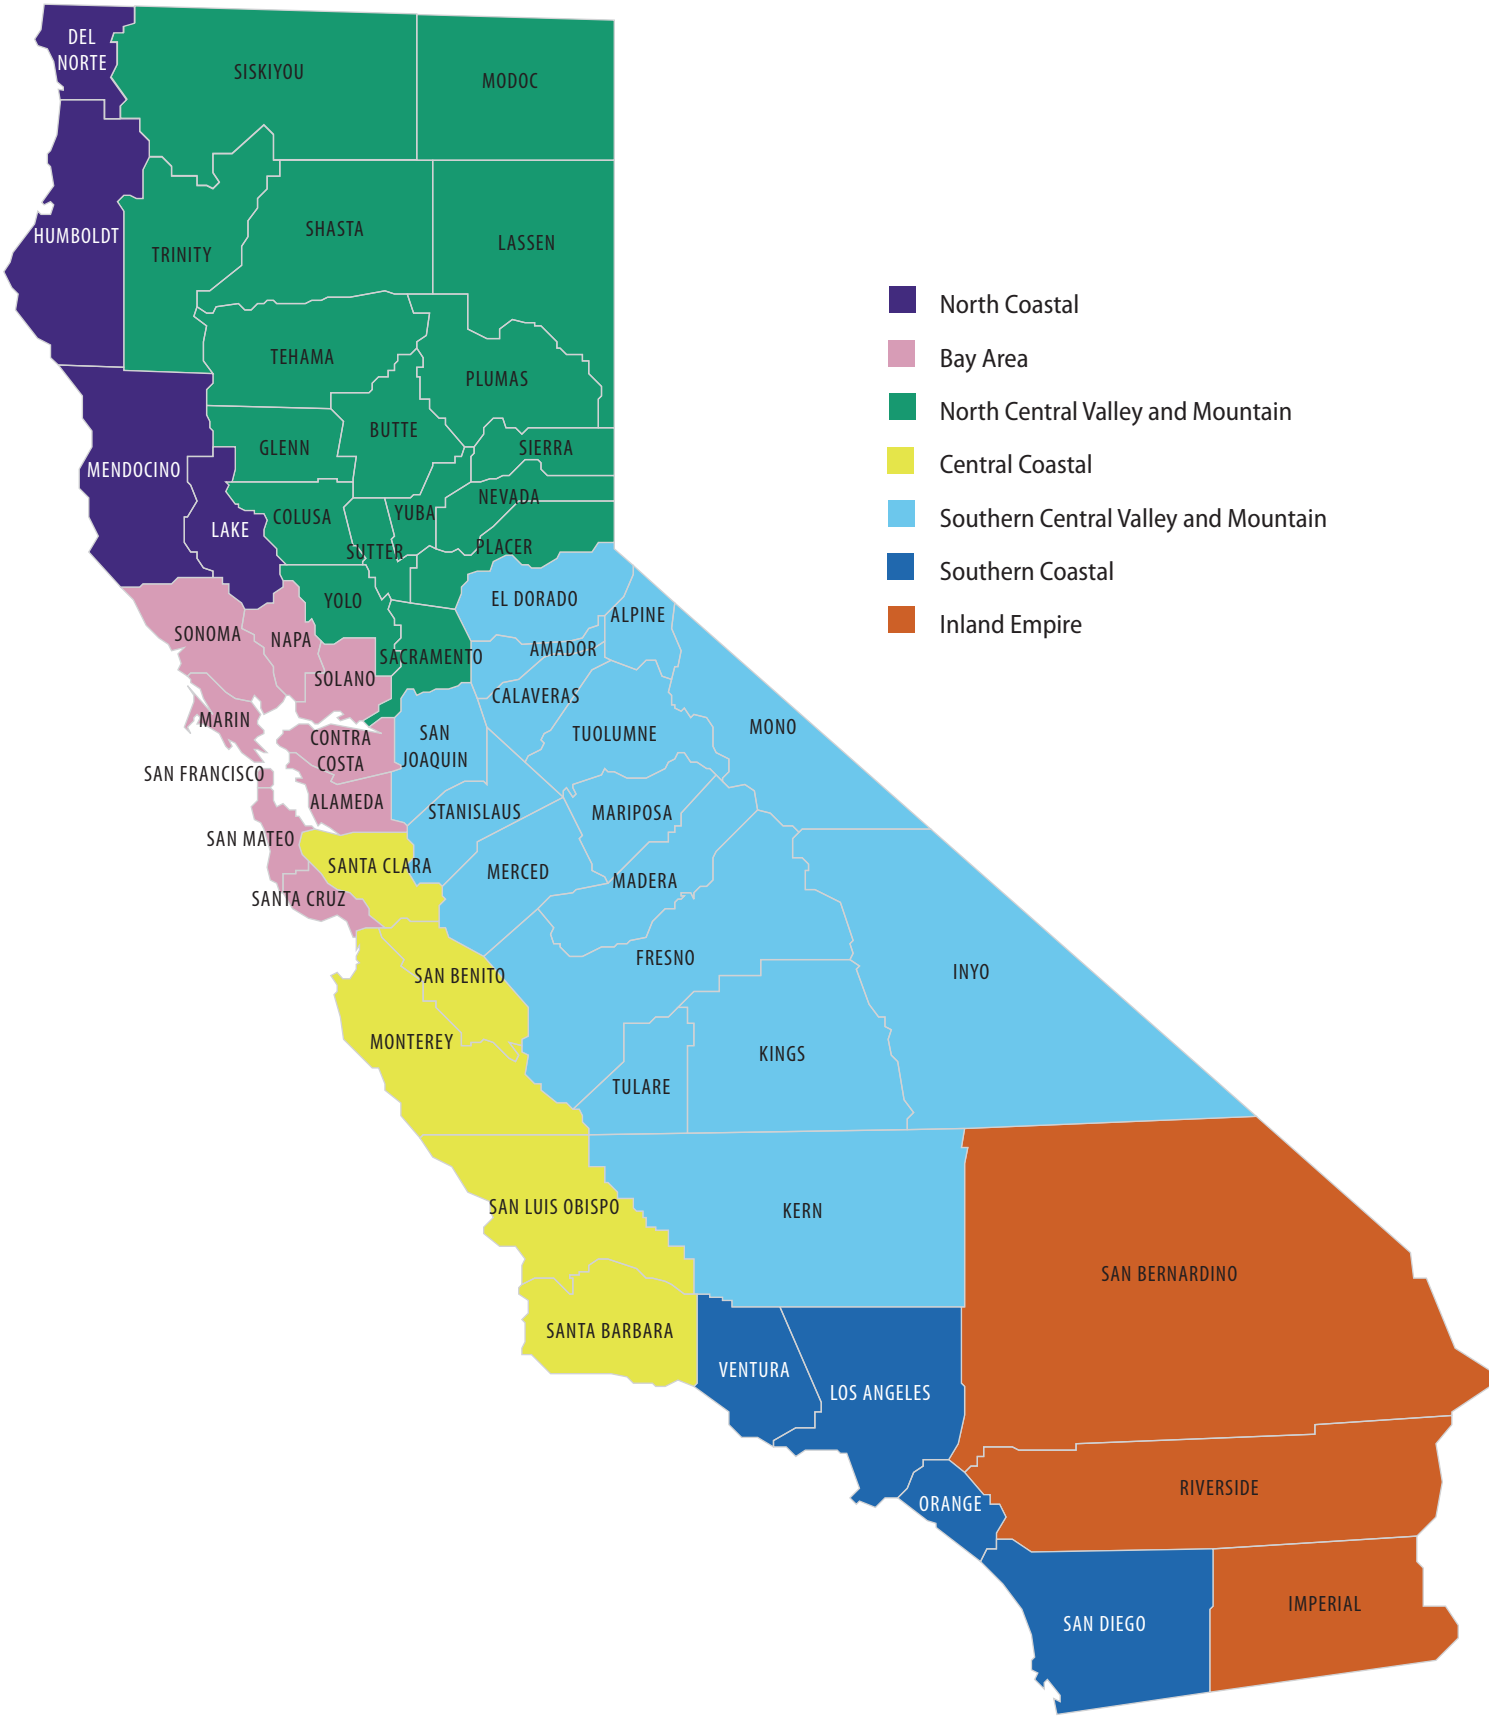 DEL
NORTE
SISKIYOU
MODOC
HUMBOLDT
TRINITY
SHASTA
LASSEN
TEHAMA
PLUMAS
MENDOCINO
GLENN
BUTTE
SIERRA
LAKE
COLUSA
SUTTER
YUBA
NEVADA
PLACER
YOLO
EL DORADO
ALPINE
SONOMA
NAPA
SOLANO
SACRAMENTO
AMADOR
CALAVERAS
MARIN
CONTRA
COSTA
SAN
JOAQUIN
TUOLUMNE
MONO
SAN FRANCISCO
ALAMEDA
STANISLAUS
MARIPOSA
SAN MATEO
SANTA CLARA
MERCED
MADERA
SANTA CRUZ
SAN BENITO
FRESNO
INYO
MONTEREY
TULARE
KINGS
SAN LUIS OBISPO
KERN
SAN BERNARDINO
SANTA BARBARA
VENTURA
LOS ANGELES
ORANGE
RIVERSIDE
SAN DIEGO
IMPERIAL
North Coastal
Bay Area
North Central Valley and Mountain
Central Coastal
Southern Central Valley and Mountain
Southern Coastal
Inland Empire